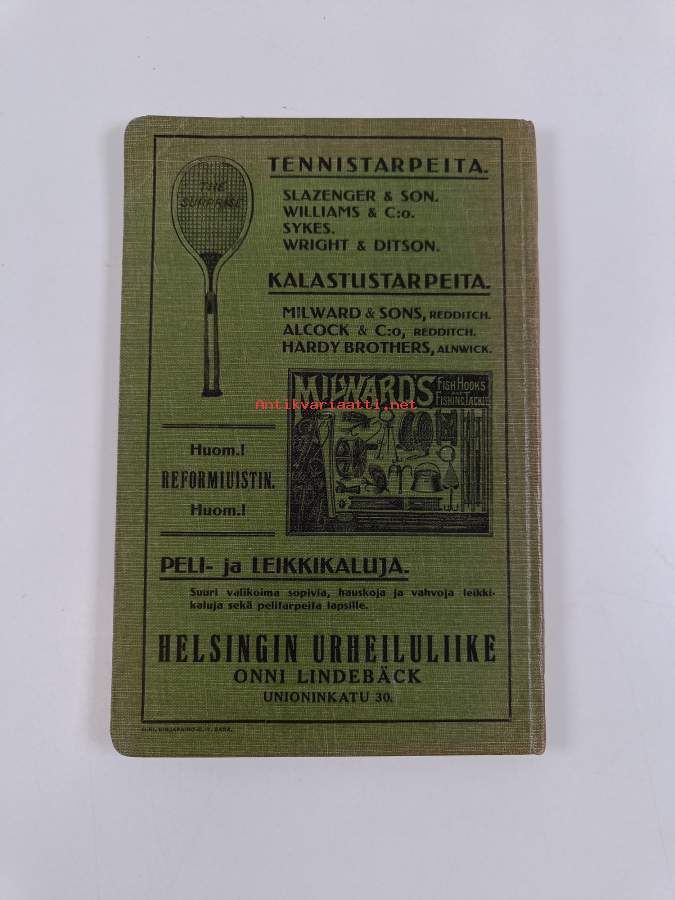 TENNISTARPEITA.
THE
SURPRISE
SLAZENGER & SON.
WILLIAMS & C:o.
SYKES.
WRIGHT & DITSON.
KALASTUSTARPEITA.
MILWARD & SONS, REDDITCH.
ALCOCK & C:o, REDDITCH.
HARDY BROTHERS, ALNWICK.
MILWARD'S FISH HOOKS
FISHING TACKLE
Antikvariaatti.net
Huom.!
REFORMIUISTIN.
Huom.!
PELI- ja LEIKKIKALUJA.
Suuri valikoima sopivia, hauskoja ja vahvoja leikki-
kaluja sekä pelitarpeita lapsille.
HELSINGIN URHEILULIIKE
ONNI LINDEBÄCK
UNIONINKATU 30.